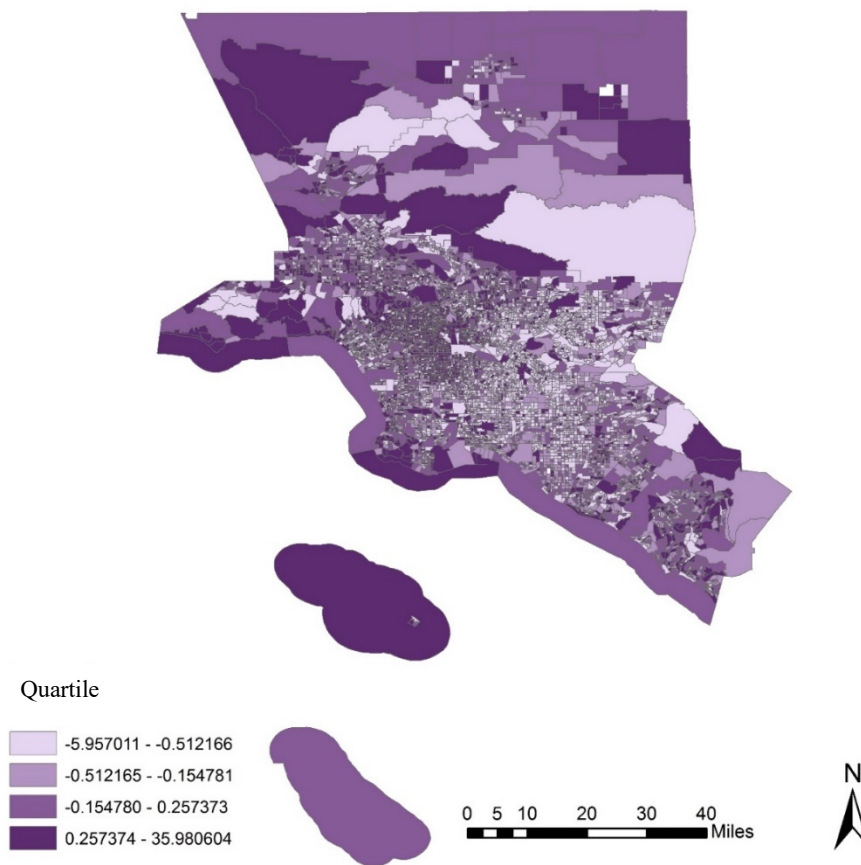 Quartile
-5.957011 - -0.512166
-0.512165 - -0.154781
-0.154780 - 0.257373
0.257374 - 35.980604
0 5 10 20 30 40
Miles
N